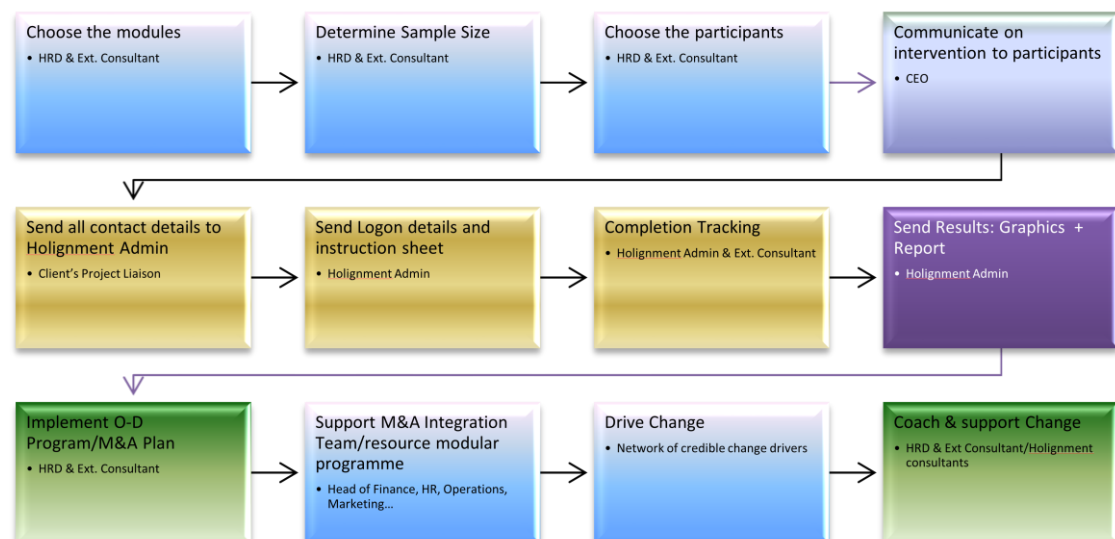 Choose the modules
• HRD & Ext. Consultant
Determine Sample Size
• HRD & Ext. Consultant
Choose the participants
• HRD & Ext. Consultant
Communicate on
intervention to participants
• CEO
Send all contact details to
Holignment Admin
• Client's Project Liaison
Send Logon details and
instruction sheet
• Holignment Admin
Completion Tracking
• Holignment Admin & Ext. Consultant
Send Results: Graphics +
Report
• Holignment Admin
Implement O-D
Program/M&A Plan
• HRD & Ext. Consultant
Support M&A Integration
Team/resource modular
programme
• Head of Finance, HR, Operations,
Marketing…
Drive Change
• Network of credible change drivers
Coach & support Change
• HRD & Ext Consultant/Holignment
consultants